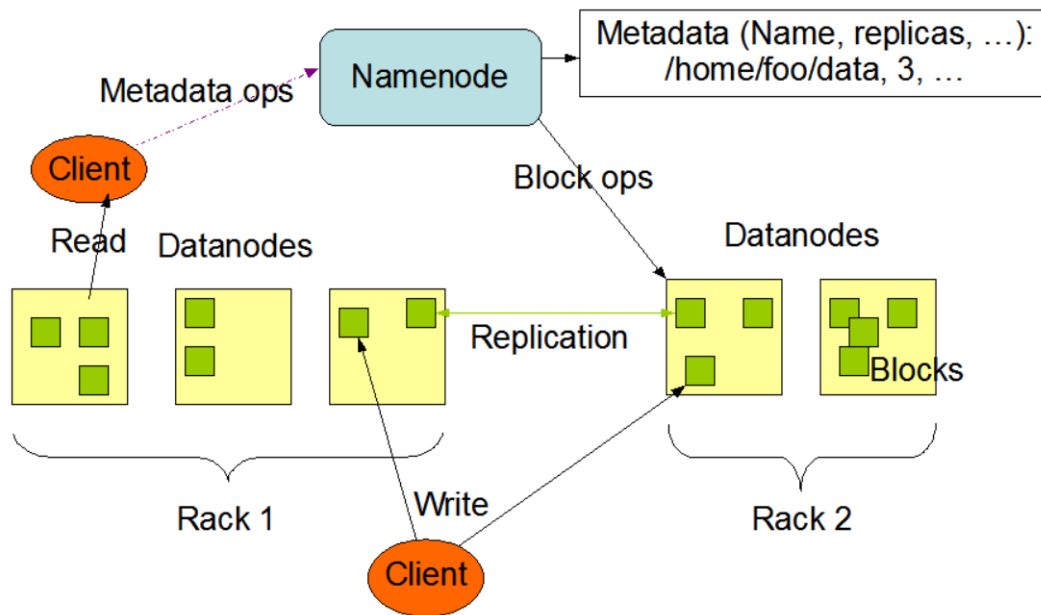 Metadata (Name, replicas, …):
/home/foo/data, 3, …
Namenode
Metadata ops
Client
Block ops
Read
Datanodes
Datanodes
Replication
Blocks
Rack 1
Write
Rack 2
Client